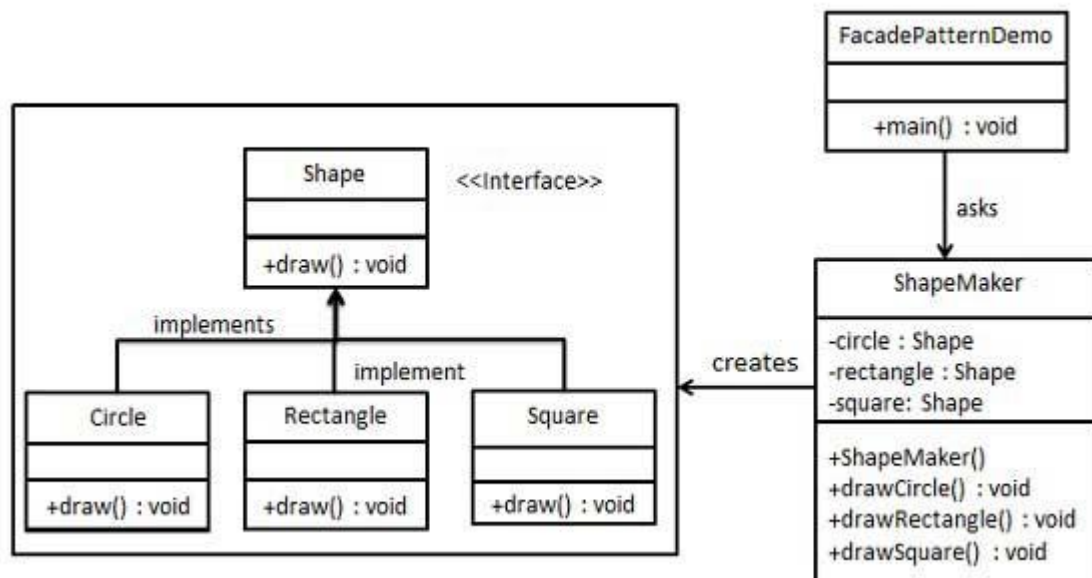 FacadePatternDemo
+main() : void
asks
Shape
<<Interface>>
+draw() : void
implements
implement
Circle
+draw() : void
Rectangle
+draw() : void
Square
+draw() : void
creates
ShapeMaker
-circle : Shape
-rectangle : Shape
-square: Shape
+ShapeMaker()
+drawCircle() : void
+drawRectangle() : void
+drawSquare() : void